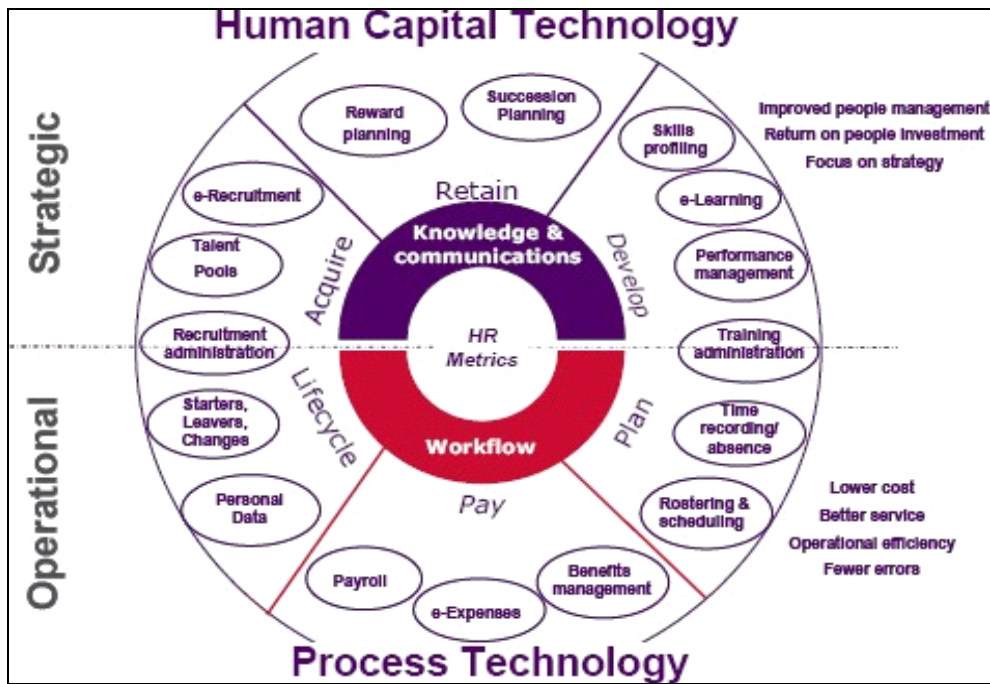 Human Capital Technology
Strategic
Reward
planning
Succession
Planning
Skills
profiling
Improved people management
Return on people investment
Focus on strategy
e-Recruitment
Retain
e-Learning
Talent
Pools
Acquire
Knowledge &
communications
Develop
Performance
management
Recruitment
administration
HR
Metrics
Training
administration
Operational
Starters,
Leavers,
Changes
Lifecycle
Workflow
Plan
Time
recording/
absence
Personal
Data
Pay
Rostering &
scheduling
Lower cost
Better service
Operational efficiency
Fewer errors
Payroll
e-Expenses
Benefits
management
Process Technology